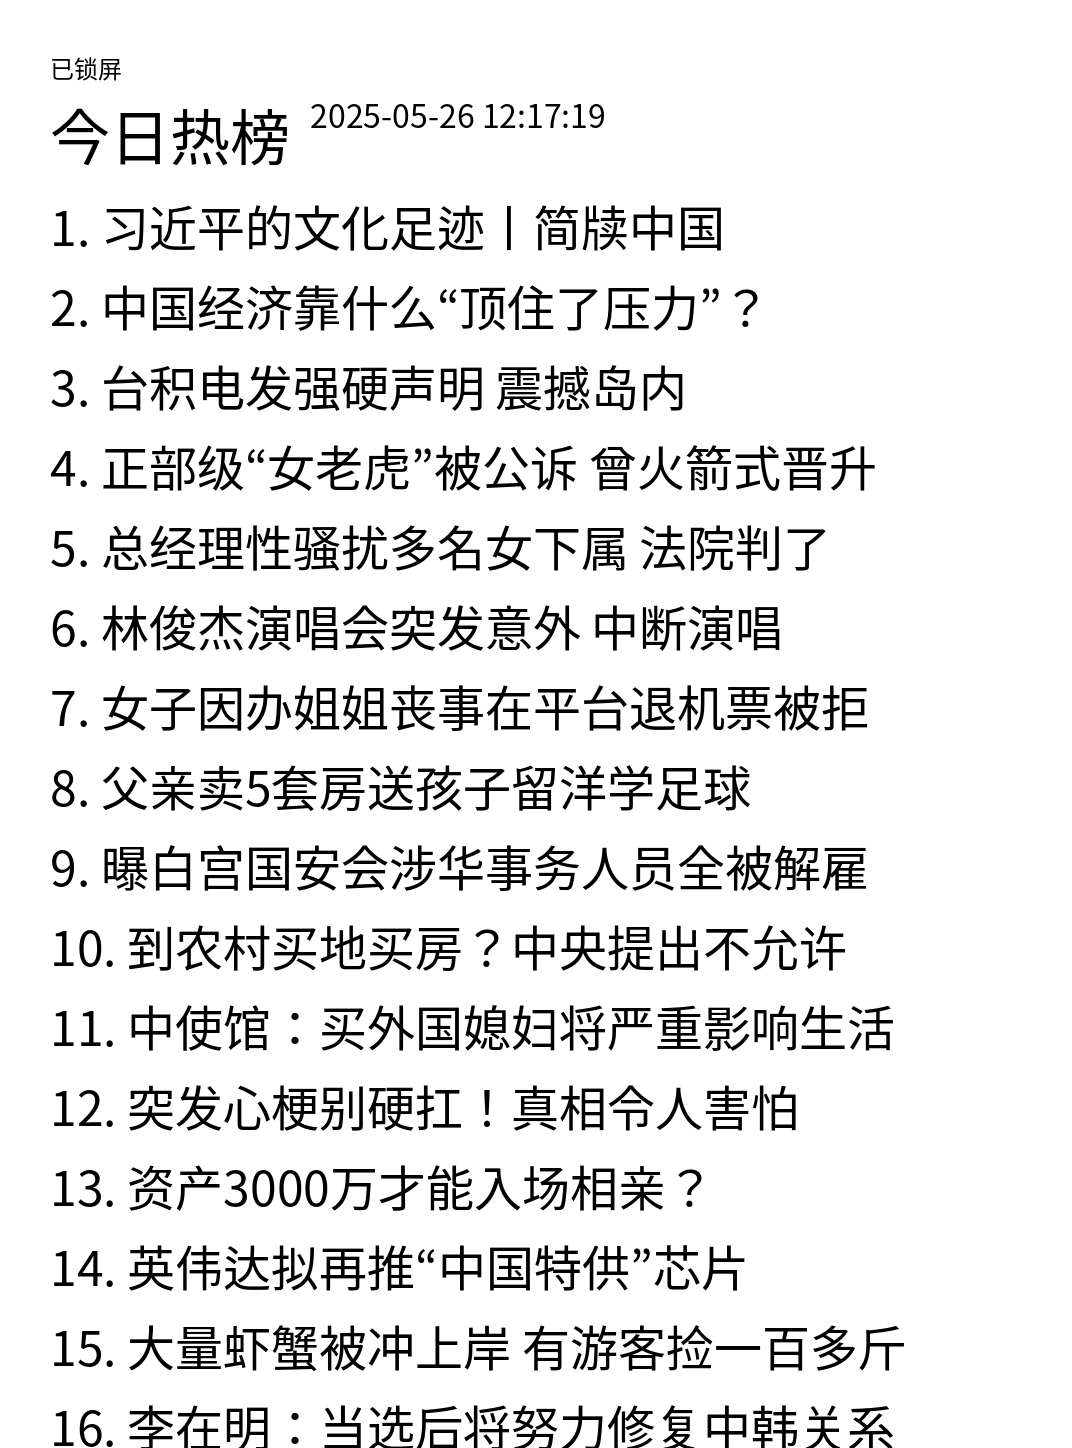 已锁屏
今日热榜 2025-05-26 12:17:19
1. 习近平的文化足迹丨简牍中国
2. 中国经济靠什么“顶住了压力”？
3. 台积电发强硬声明 震撼岛内
4. 正部级“女老虎”被公诉 曾火箭式晋升
5. 总经理性骚扰多名女下属 法院判了
6. 林俊杰演唱会突发意外 中断演唱
7. 女子因办姐姐丧事在平台退机票被拒
8. 父亲卖5套房送孩子留洋学足球
9. 曝白宫国安会涉华事务人员全被解雇
10. 到农村买地买房？中央提出不允许
11. 中使馆：买外国媳妇将严重影响生活
12. 突发心梗别硬扛！真相令人害怕
13. 资产3000万才能入场相亲？
14. 英伟达拟再推“中国特供”芯片
15. 大量虾蟹被冲上岸 有游客捡一百多斤
16. 李在明：当选后将努力修复中韩关系